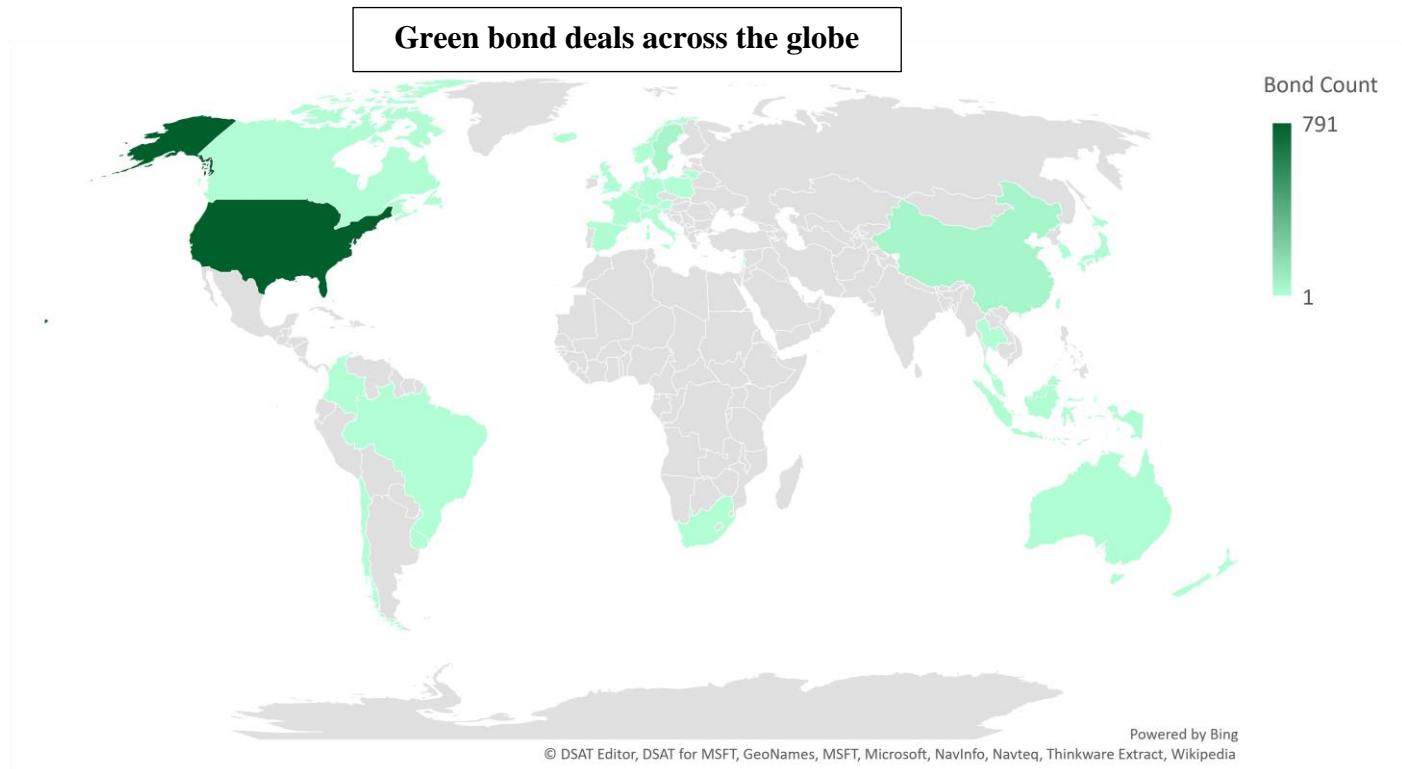 Green bond deals across the globe
Bond Count
791
1
Powered by Bing
© DSAT Editor, DSAT for MSFT, GeoNames, MSFT, Microsoft, NavInfo, Navteq, Thinkware Extract, Wikipedia